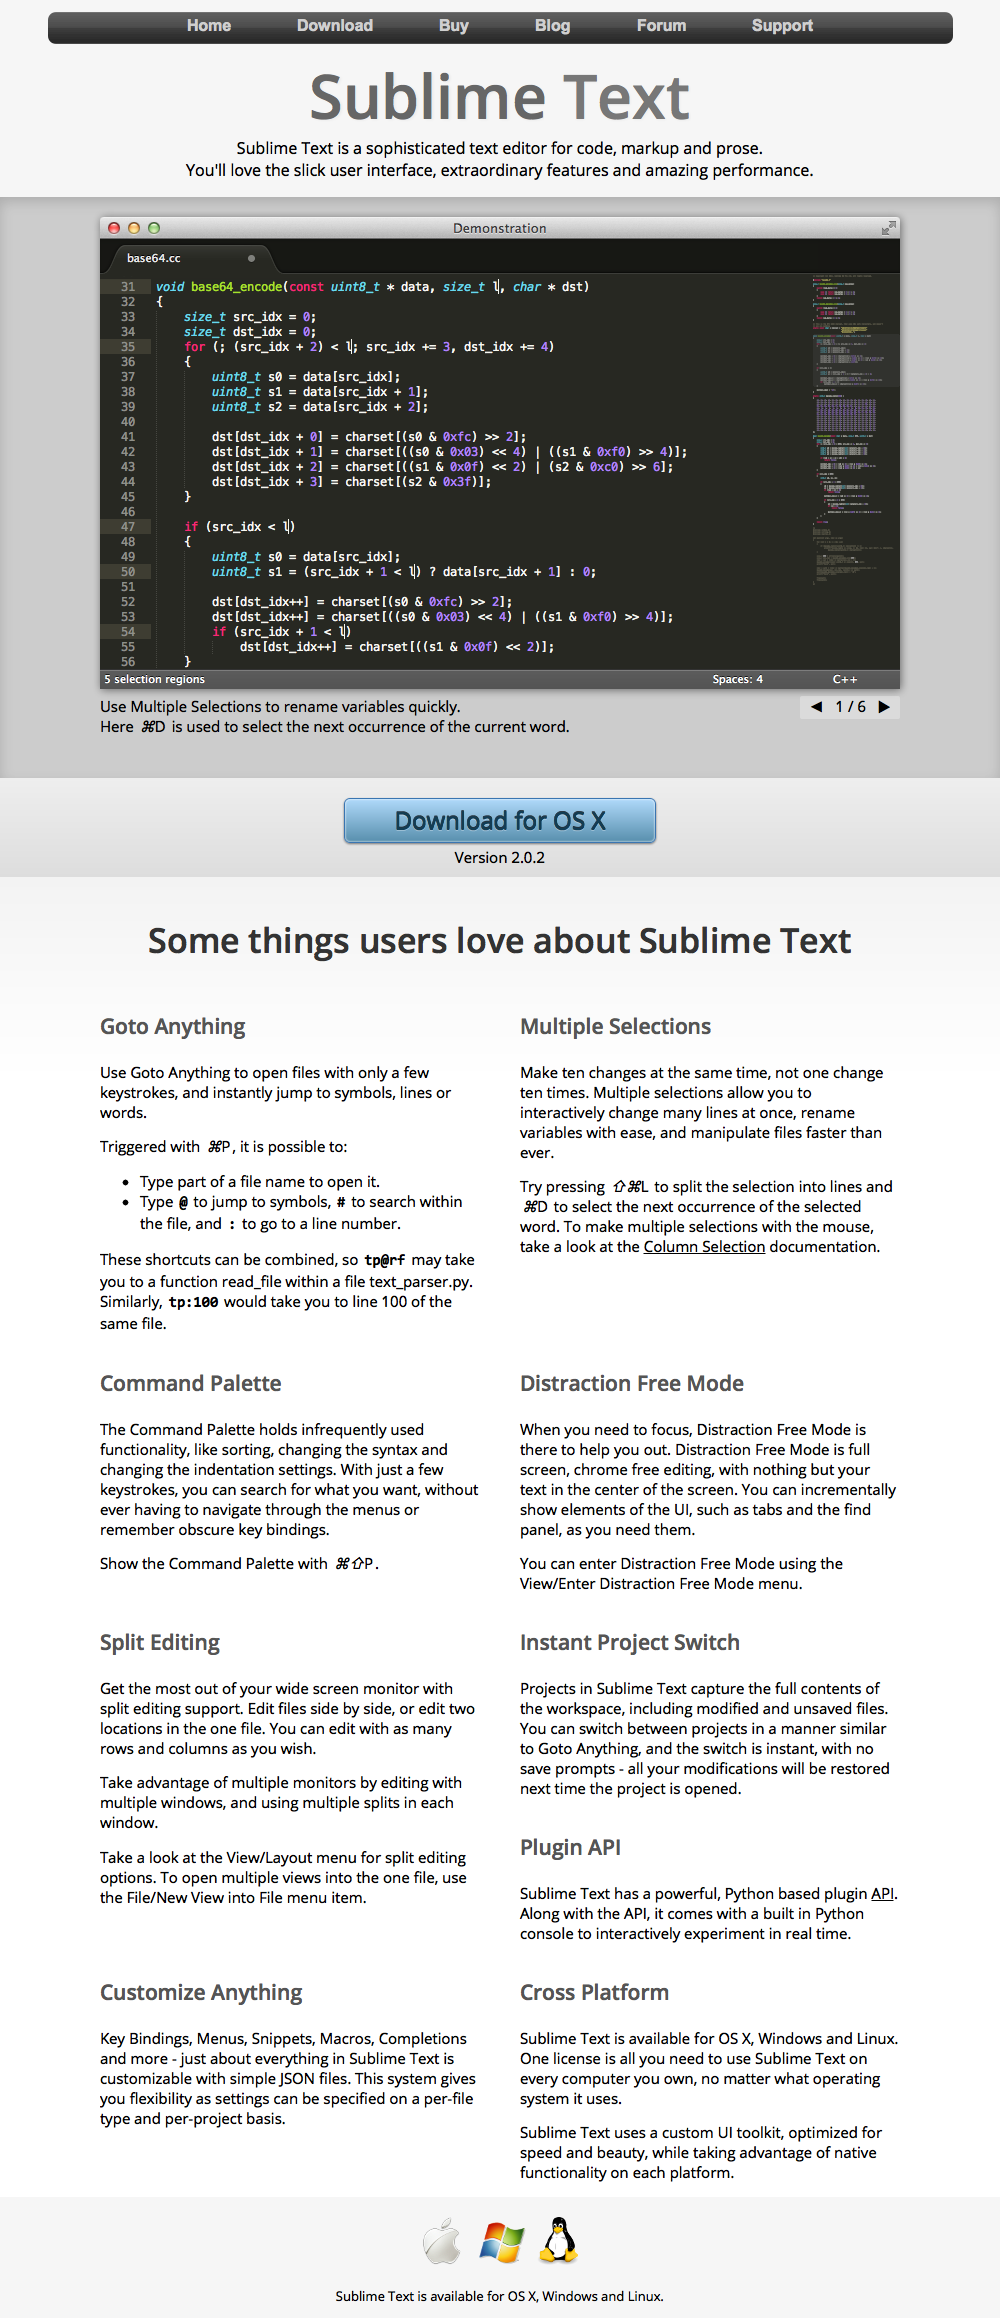 Home Download Buy Blog Forum Support
Sublime Text
Sublime Text is a sophisticated text editor for code, markup and prose.
You'll love the slick user interface, extraordinary features and amazing performance.
Demonstration
base64.cc
31 void base64_encode(const uint8_t * data, size_t l, char * dst)
32 {
33 size_t src_idx = 0;
34 size_t dst_idx = 0;
35 for (; (src_idx + 2) < l; src_idx += 3, dst_idx += 4)
36 {
37 uint8_t s0 = data[src_idx];
38 uint8_t s1 = data[src_idx + 1];
39 uint8_t s2 = data[src_idx + 2];
40
41 dst[dst_idx + 0] = charset[(s0 & 0xfc) >> 2];
42 dst[dst_idx + 1] = charset[((s0 & 0x03) << 4) | ((s1 & 0xf0) >> 4)];
43 dst[dst_idx + 2] = charset[((s1 & 0x0f) << 2) | (s2 & 0xc0) >> 6];
44 dst[dst_idx + 3] = charset[(s2 & 0x3f)];
45 }
46
47 if (src_idx < l)
48 {
49 uint8_t s0 = data[src_idx];
50 uint8_t s1 = (src_idx + 1 < l) ? data[src_idx + 1] : 0;
51
52 dst[dst_idx++] = charset[(s0 & 0xfc) >> 2];
53 dst[dst_idx++] = charset[((s0 & 0x03) << 4) | ((s1 & 0xf0) >> 4)];
54 if (src_idx + 1 < l)
55 dst[dst_idx++] = charset[((s1 & 0x0f) << 2)];
56 }
5 selection regions Spaces: 4 C++
Use Multiple Selections to rename variables quickly.
Here ⌘D is used to select the next occurrence of the current word.
◀ 1 / 6 ▶
Download for OS X
Version 2.0.2
Some things users love about Sublime Text
Goto Anything
Use Goto Anything to open files with only a few
keystrokes, and instantly jump to symbols, lines or
words.
Triggered with ⌘P, it is possible to:
• Type part of a file name to open it.
• Type @ to jump to symbols, # to search within
the file, and : to go to a line number.
These shortcuts can be combined, so tp@rf may take
you to a function read_file within a file text_parser.py.
Similarly, tp:100 would take you to line 100 of the
same file.
Multiple Selections
Make ten changes at the same time, not one change
ten times. Multiple selections allow you to
interactively change many lines at once, rename
variables with ease, and manipulate files faster than
ever.
Try pressing ⇧⌘L to split the selection into lines and
⌘D to select the next occurrence of the selected
word. To make multiple selections with the mouse,
take a look at the Column Selection documentation.
Command Palette
The Command Palette holds infrequently used
functionality, like sorting, changing the syntax and
changing the indentation settings. With just a few
keystrokes, you can search for what you want, without
ever having to navigate through the menus or
remember obscure key bindings.
Show the Command Palette with ⌘⇧P.
Distraction Free Mode
When you need to focus, Distraction Free Mode is
there to help you out. Distraction Free Mode is full
screen, chrome free editing, with nothing but your
text in the center of the screen. You can incrementally
show elements of the UI, such as tabs and the find
panel, as you need them.
You can enter Distraction Free Mode using the
View/Enter Distraction Free Mode menu.
Split Editing
Get the most out of your wide screen monitor with
split editing support. Edit files side by side, or edit two
locations in the one file. You can edit with as many
rows and columns as you wish.
Take advantage of multiple monitors by editing with
multiple windows, and using multiple splits in each
window.
Take a look at the View/Layout menu for split editing
options. To open multiple views into the one file, use
the File/New View into File menu item.
Instant Project Switch
Projects in Sublime Text capture the full contents of
the workspace, including modified and unsaved files.
You can switch between projects in a manner similar
to Goto Anything, and the switch is instant, with no
save prompts - all your modifications will be restored
next time the project is opened.
Plugin API
Sublime Text has a powerful, Python based plugin API.
Along with the API, it comes with a built in Python
console to interactively experiment in real time.
Customize Anything
Key Bindings, Menus, Snippets, Macros, Completions
and more - just about everything in Sublime Text is
customizable with simple JSON files. This system gives
you flexibility as settings can be specified on a per-file
type and per-project basis.
Cross Platform
Sublime Text is available for OS X, Windows and Linux.
One license is all you need to use Sublime Text on
every computer you own, no matter what operating
system it uses.
Sublime Text uses a custom UI toolkit, optimized for
speed and beauty, while taking advantage of native
functionality on each platform.
Sublime Text is available for OS X, Windows and Linux.